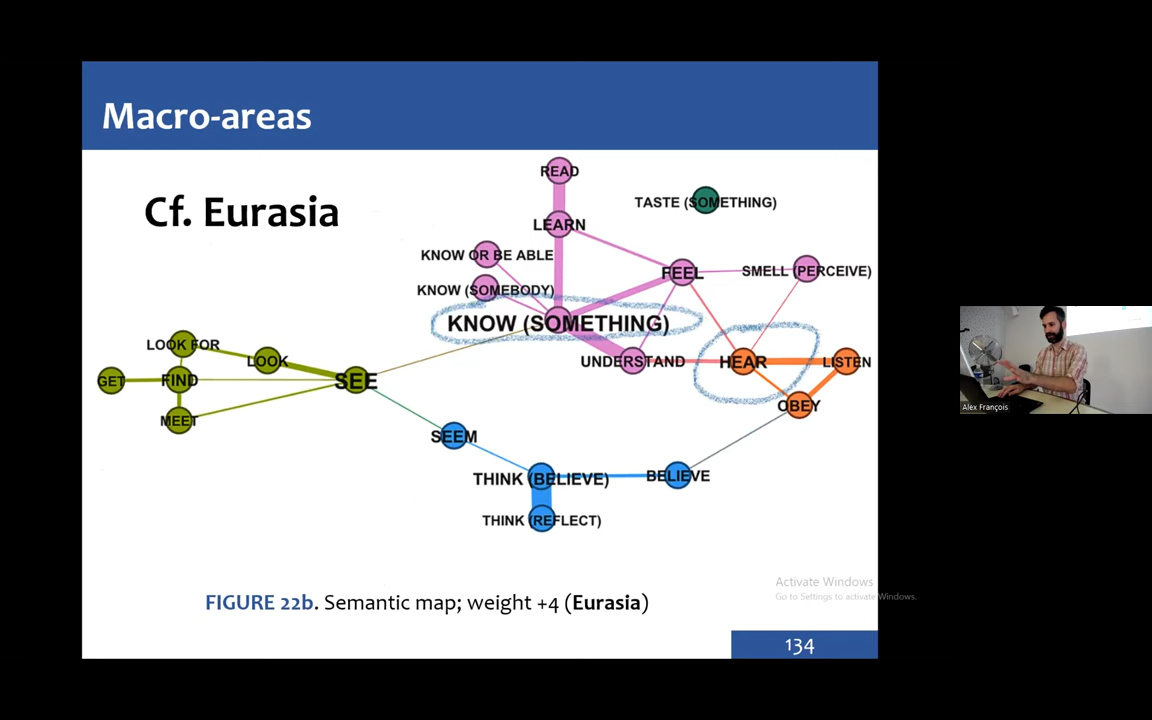 Macro-areas
Cf. Eurasia
READ
TASTE (SOMETHING)
LEARN
KNOW OR BE ABLE
FEEL
SMELL (PERCEIVE)
KNOW (SOMEBODY)
KNOW (SOMETHING)
LOOK FOR
LOOK
UNDERSTAND
HEAR
LISTEN
GET
FIND
SEE
MEET
OBEY
SEEM
THINK (BELIEVE)
BELIEVE
THINK (REFLECT)
FIGURE 22b. Semantic map; weight +4 (Eurasia)
134
Activate Windows
Go to Settings to activate Windows.
Alex François